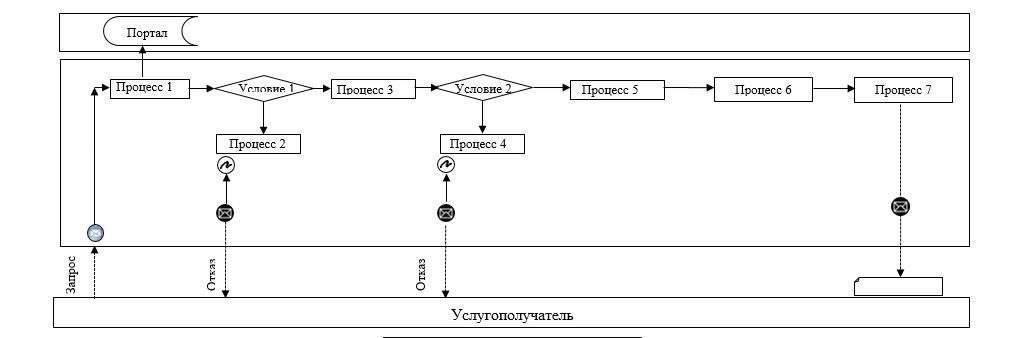 Портал
Процесс 1
Условие 1
Процесс 3
Условие 2
Процесс 5
Процесс 6
Процесс 7
Процесс 2
Процесс 4
Запрос
Отказ
Отказ
Услугополучатель